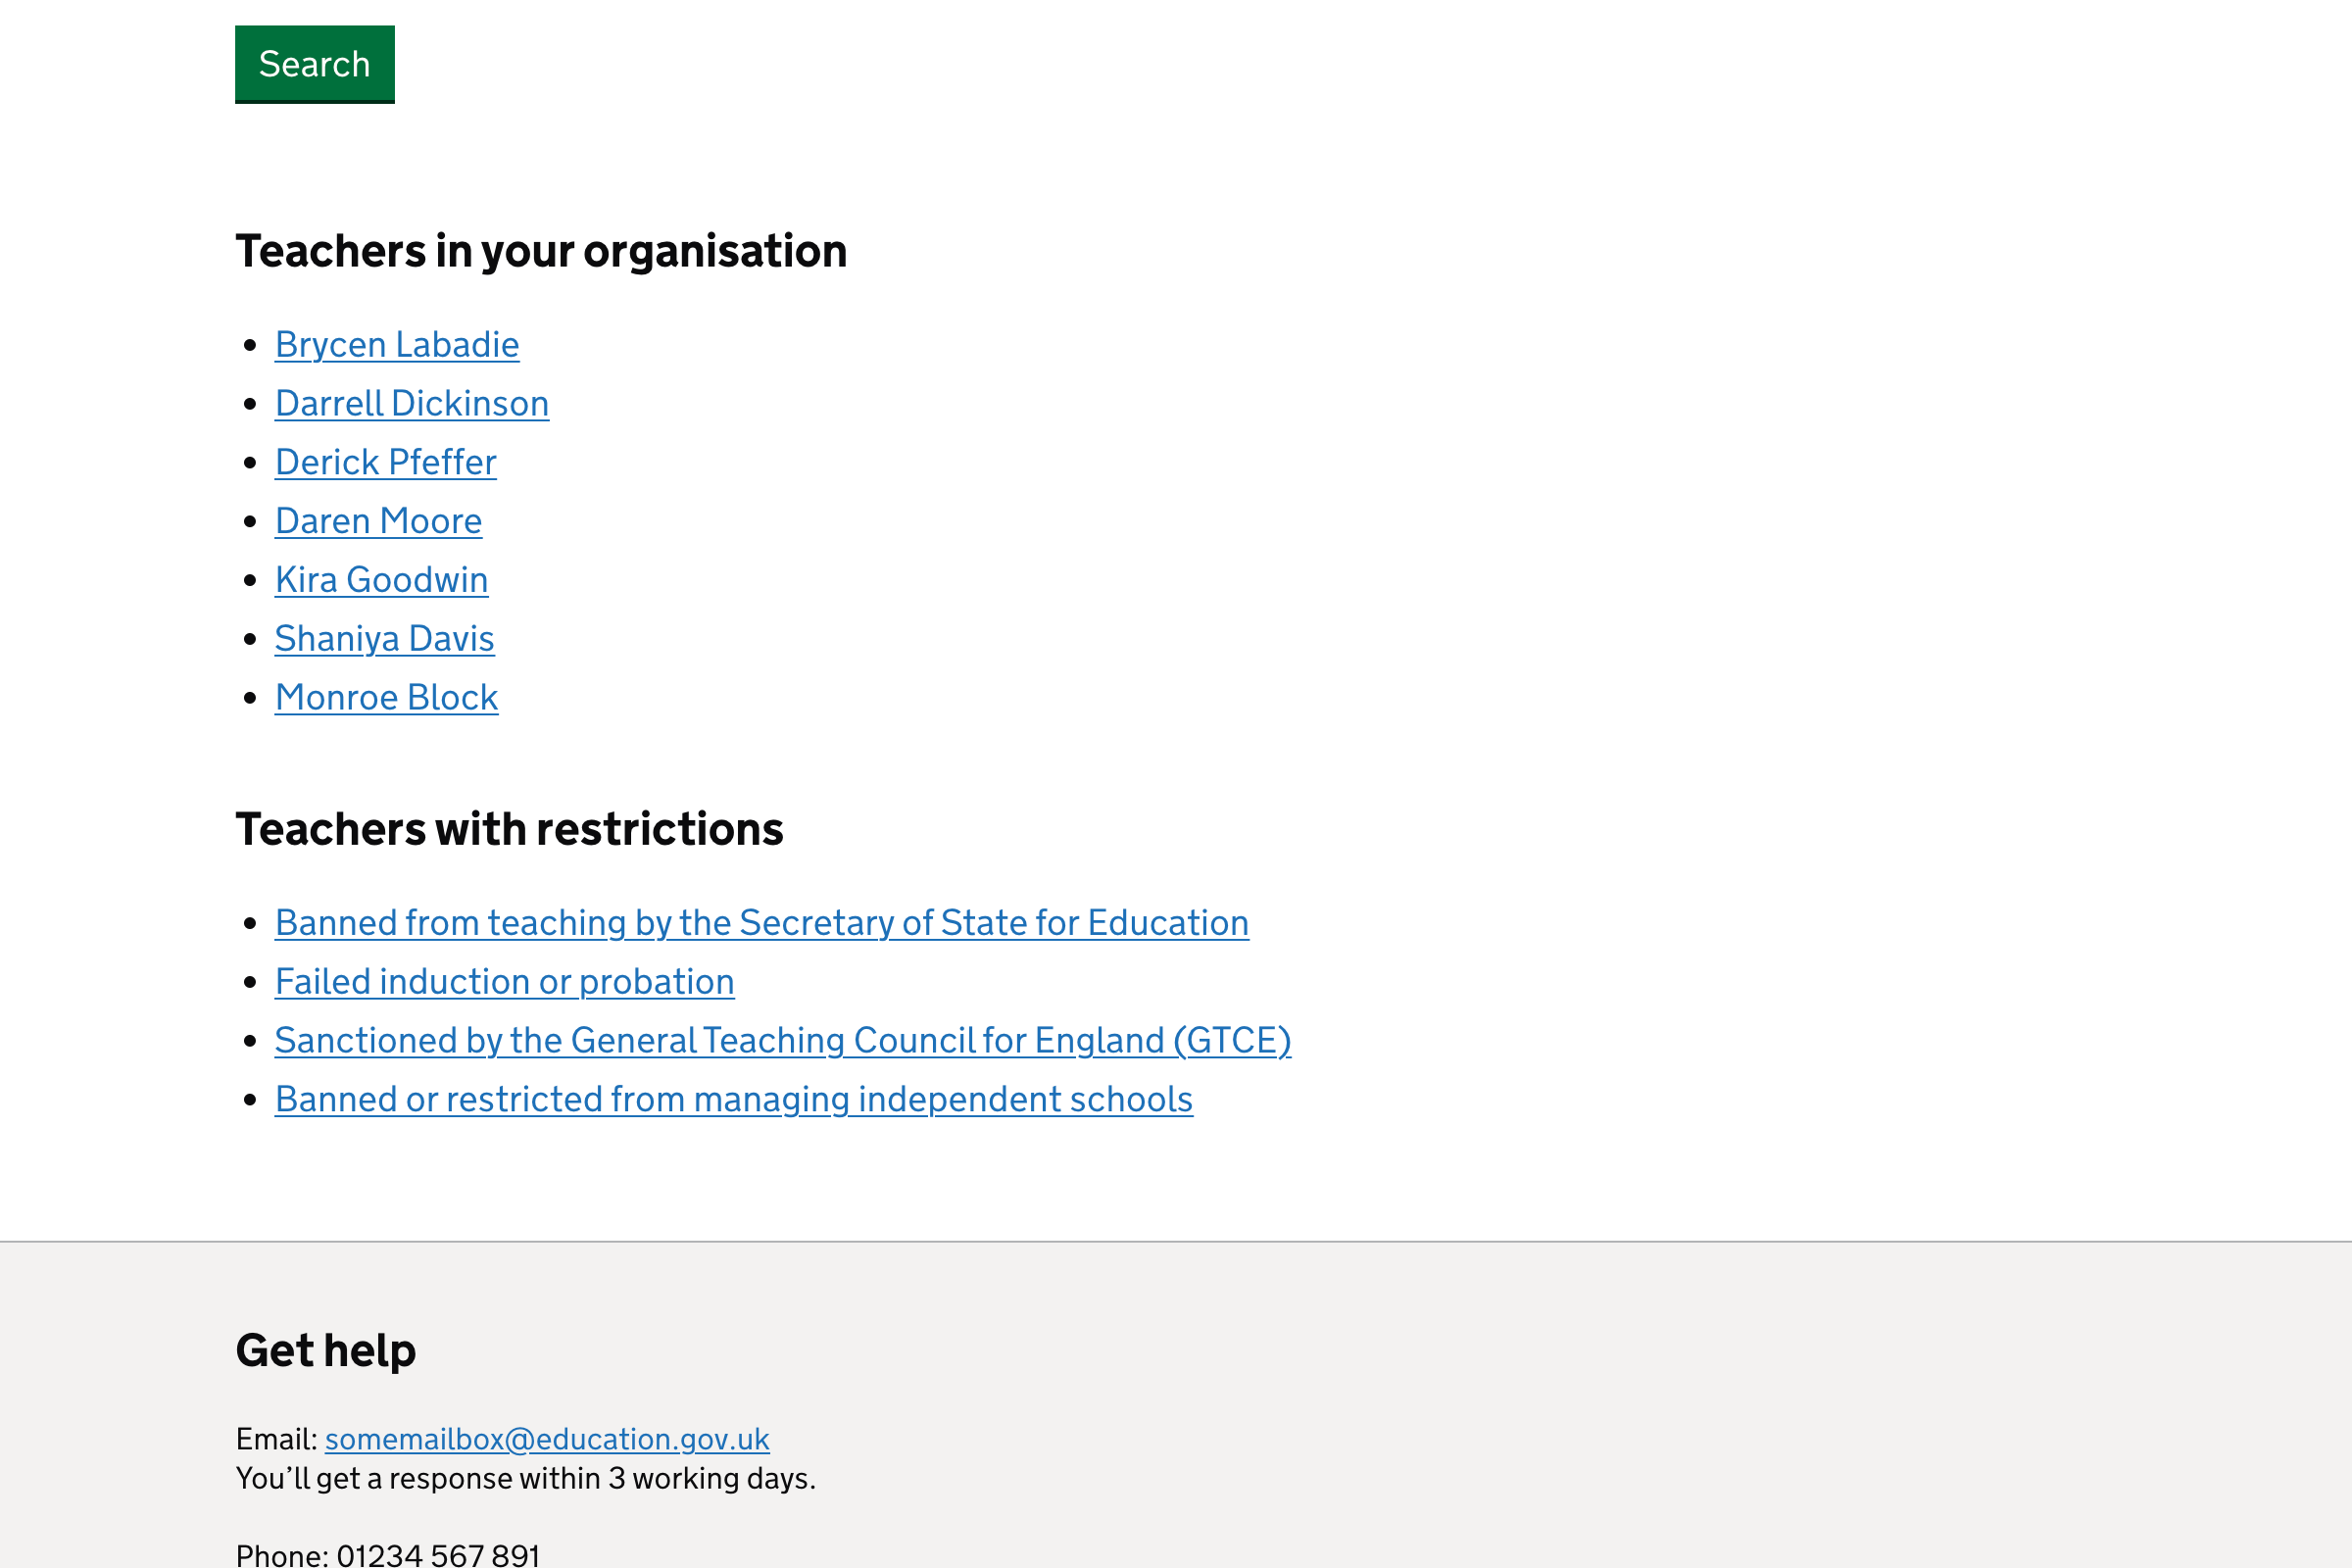 Search
Teachers in your organisation
Brycen Labadie
Darrell Dickinson
Derick Pfeffer
Daren Moore
Kira Goodwin
Shaniya Davis
Monroe Block
Teachers with restrictions
Banned from teaching by the Secretary of State for Education
Failed induction or probation
Sanctioned by the General Teaching Council for England (GTCE)
Banned or restricted from managing independent schools
Get help
Email: somemailbox@education.gov.uk
You’ll get a response within 3 working days.
Phone: 01234 567 891